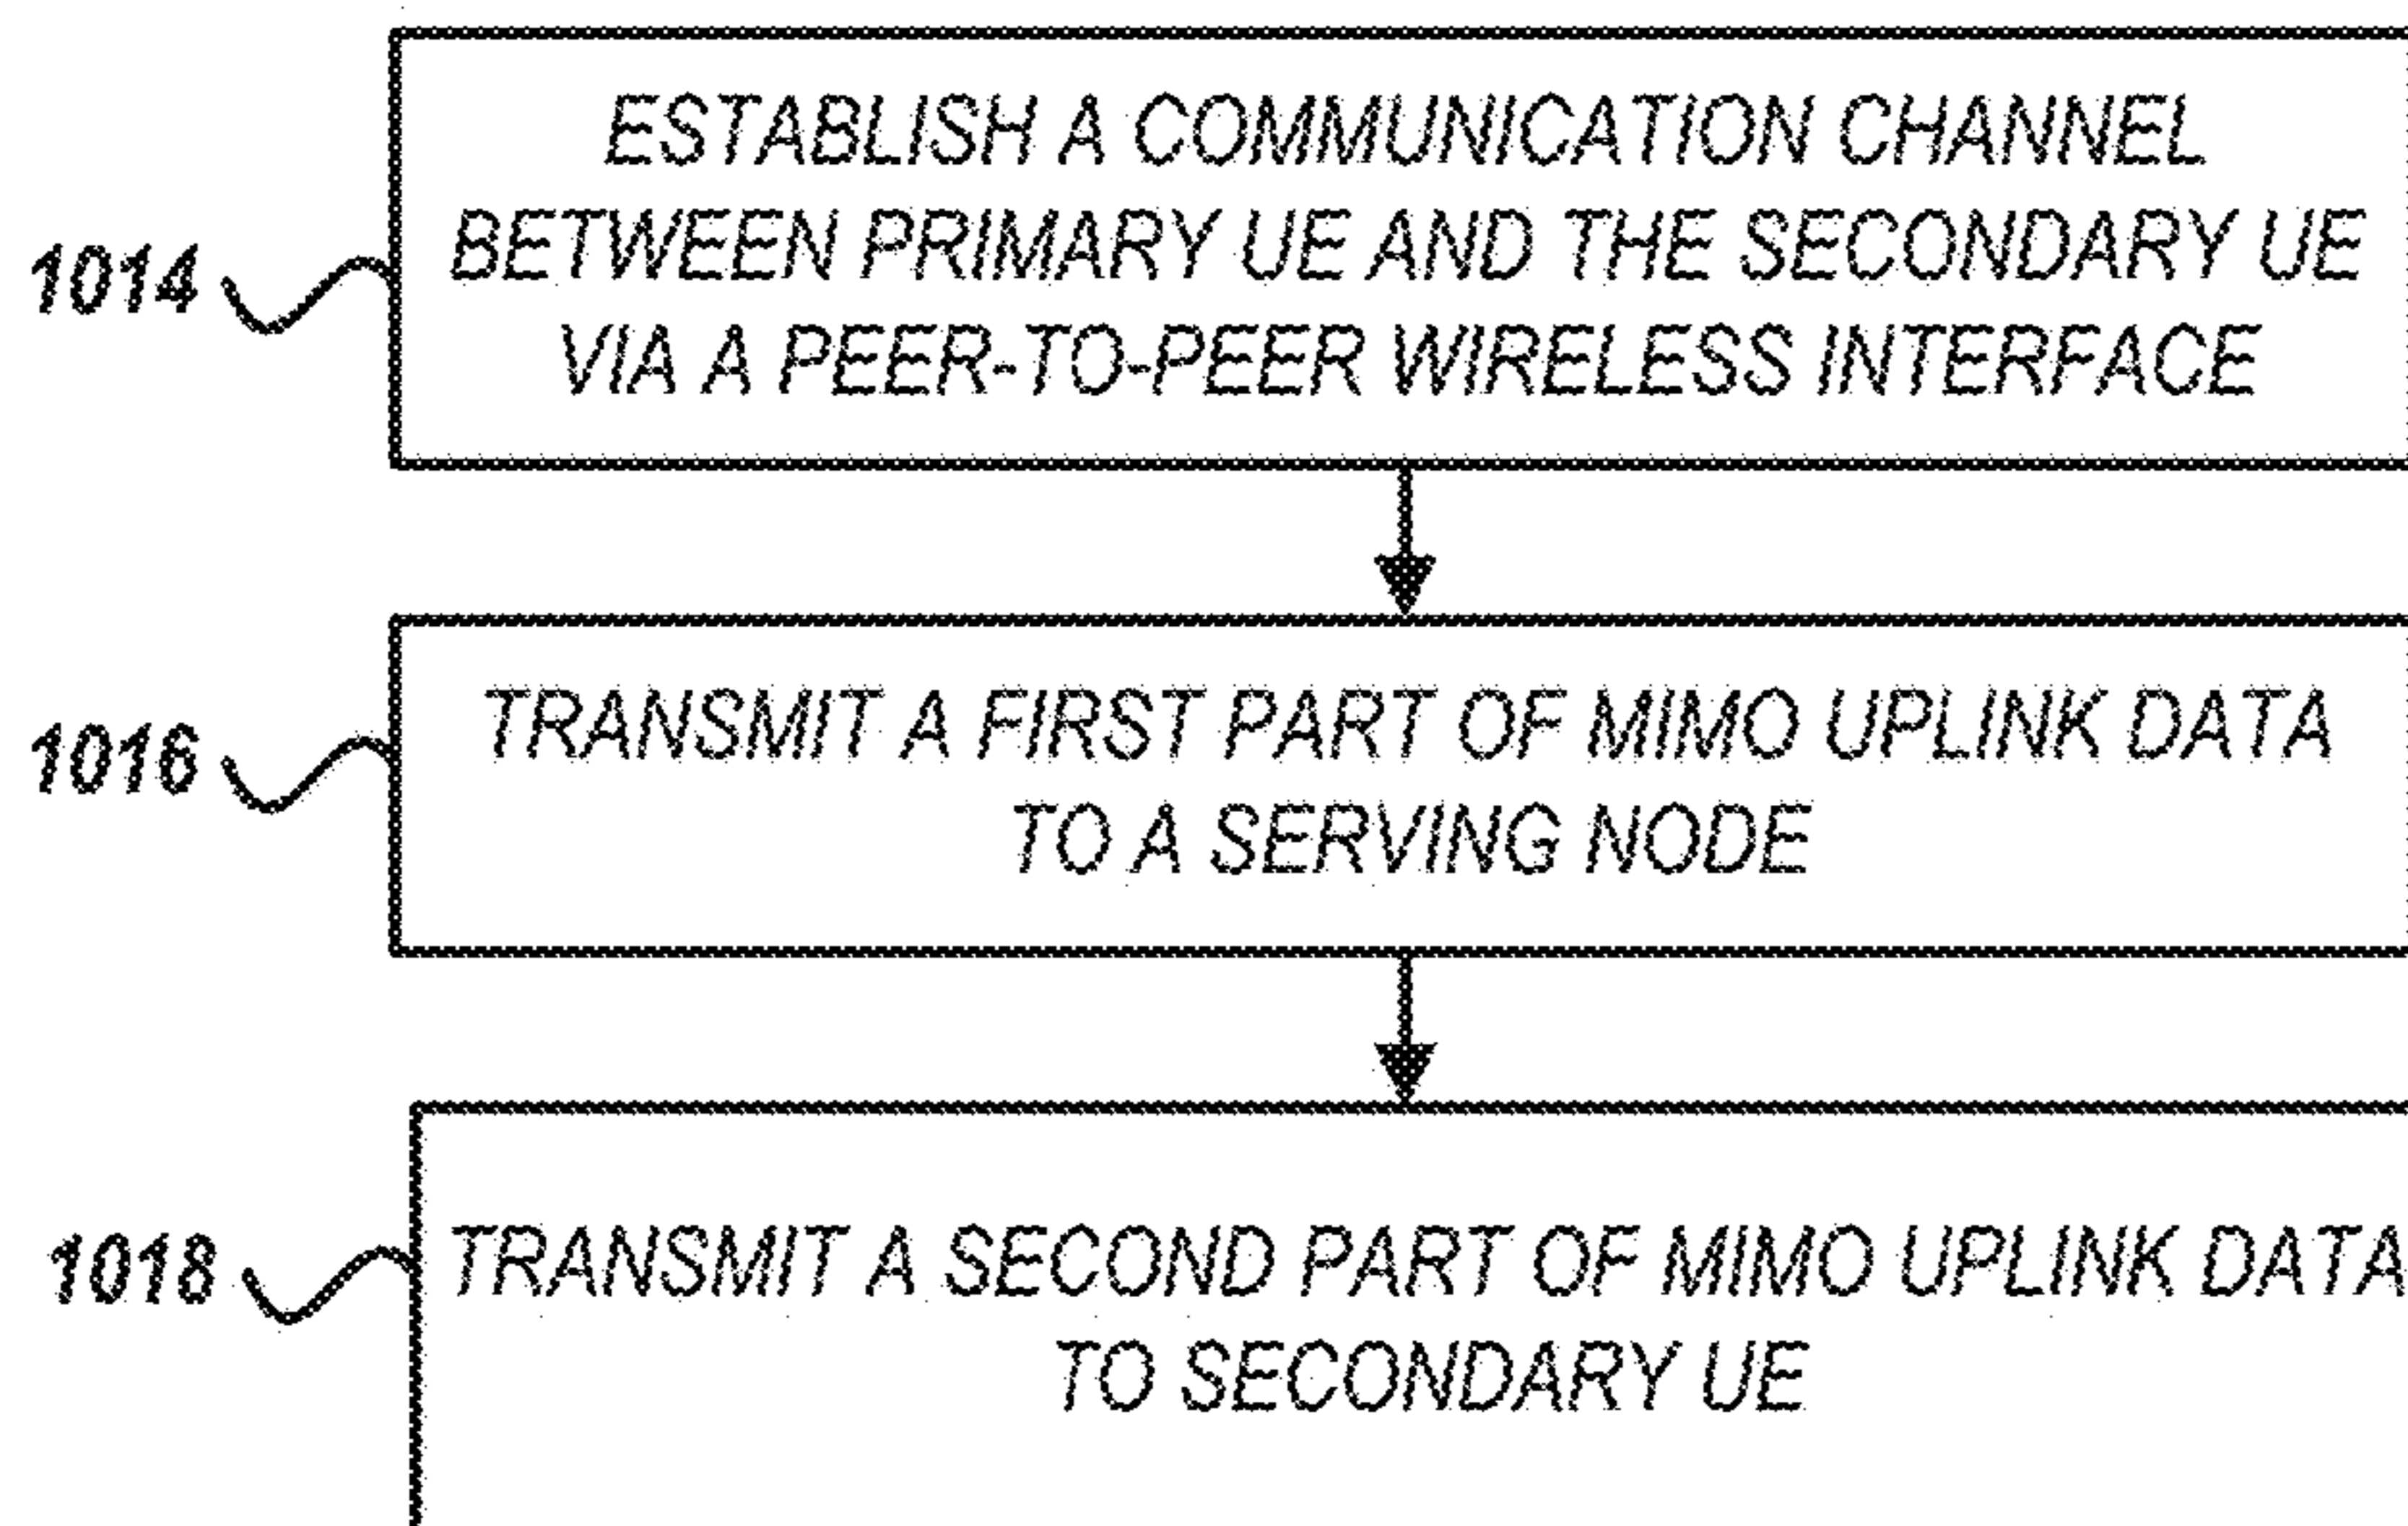 ESTABLISH A COMMUNICATION CHANNEL
BETWEEN PRIMARY UE AND THE SECONDARY UE
VIA A PEER-TO-PEER WIRELESS INTERFACE
1014
TRANSMIT A FIRST PART OF MIMO UPLINK DATA
TO A SERVING NODE
1016
TRANSMIT A SECOND PART OF MIMO UPLINK DATA
TO SECONDARY UE
1018